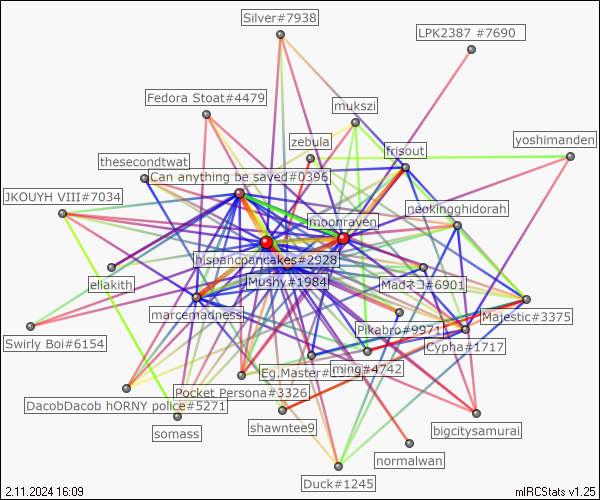 Silver#7938
LPK2387 #7690
Fedora Stoat#4479
mukszi
zebula
frisout
yoshimanden
thesecondtwat
Can anything be saved#0396
JKOUYH VIII#7034
moonraven
neokingghidorah
hispancpancakes#2928
eliakith
Mushy#1984
Madネコ#6901
marcemadness
Majestic#3375
Pikabro#9971
Swirly Boi#6154
Cypha#1717
Eg.Master#
ming#4742
Pocket Persona#3326
DacobDacob hORNY police#5271
somass
shawntee9
bigcitysamurai
normalwan
Duck#1245
2.11.2024 16:09
mIRCStats v1.25